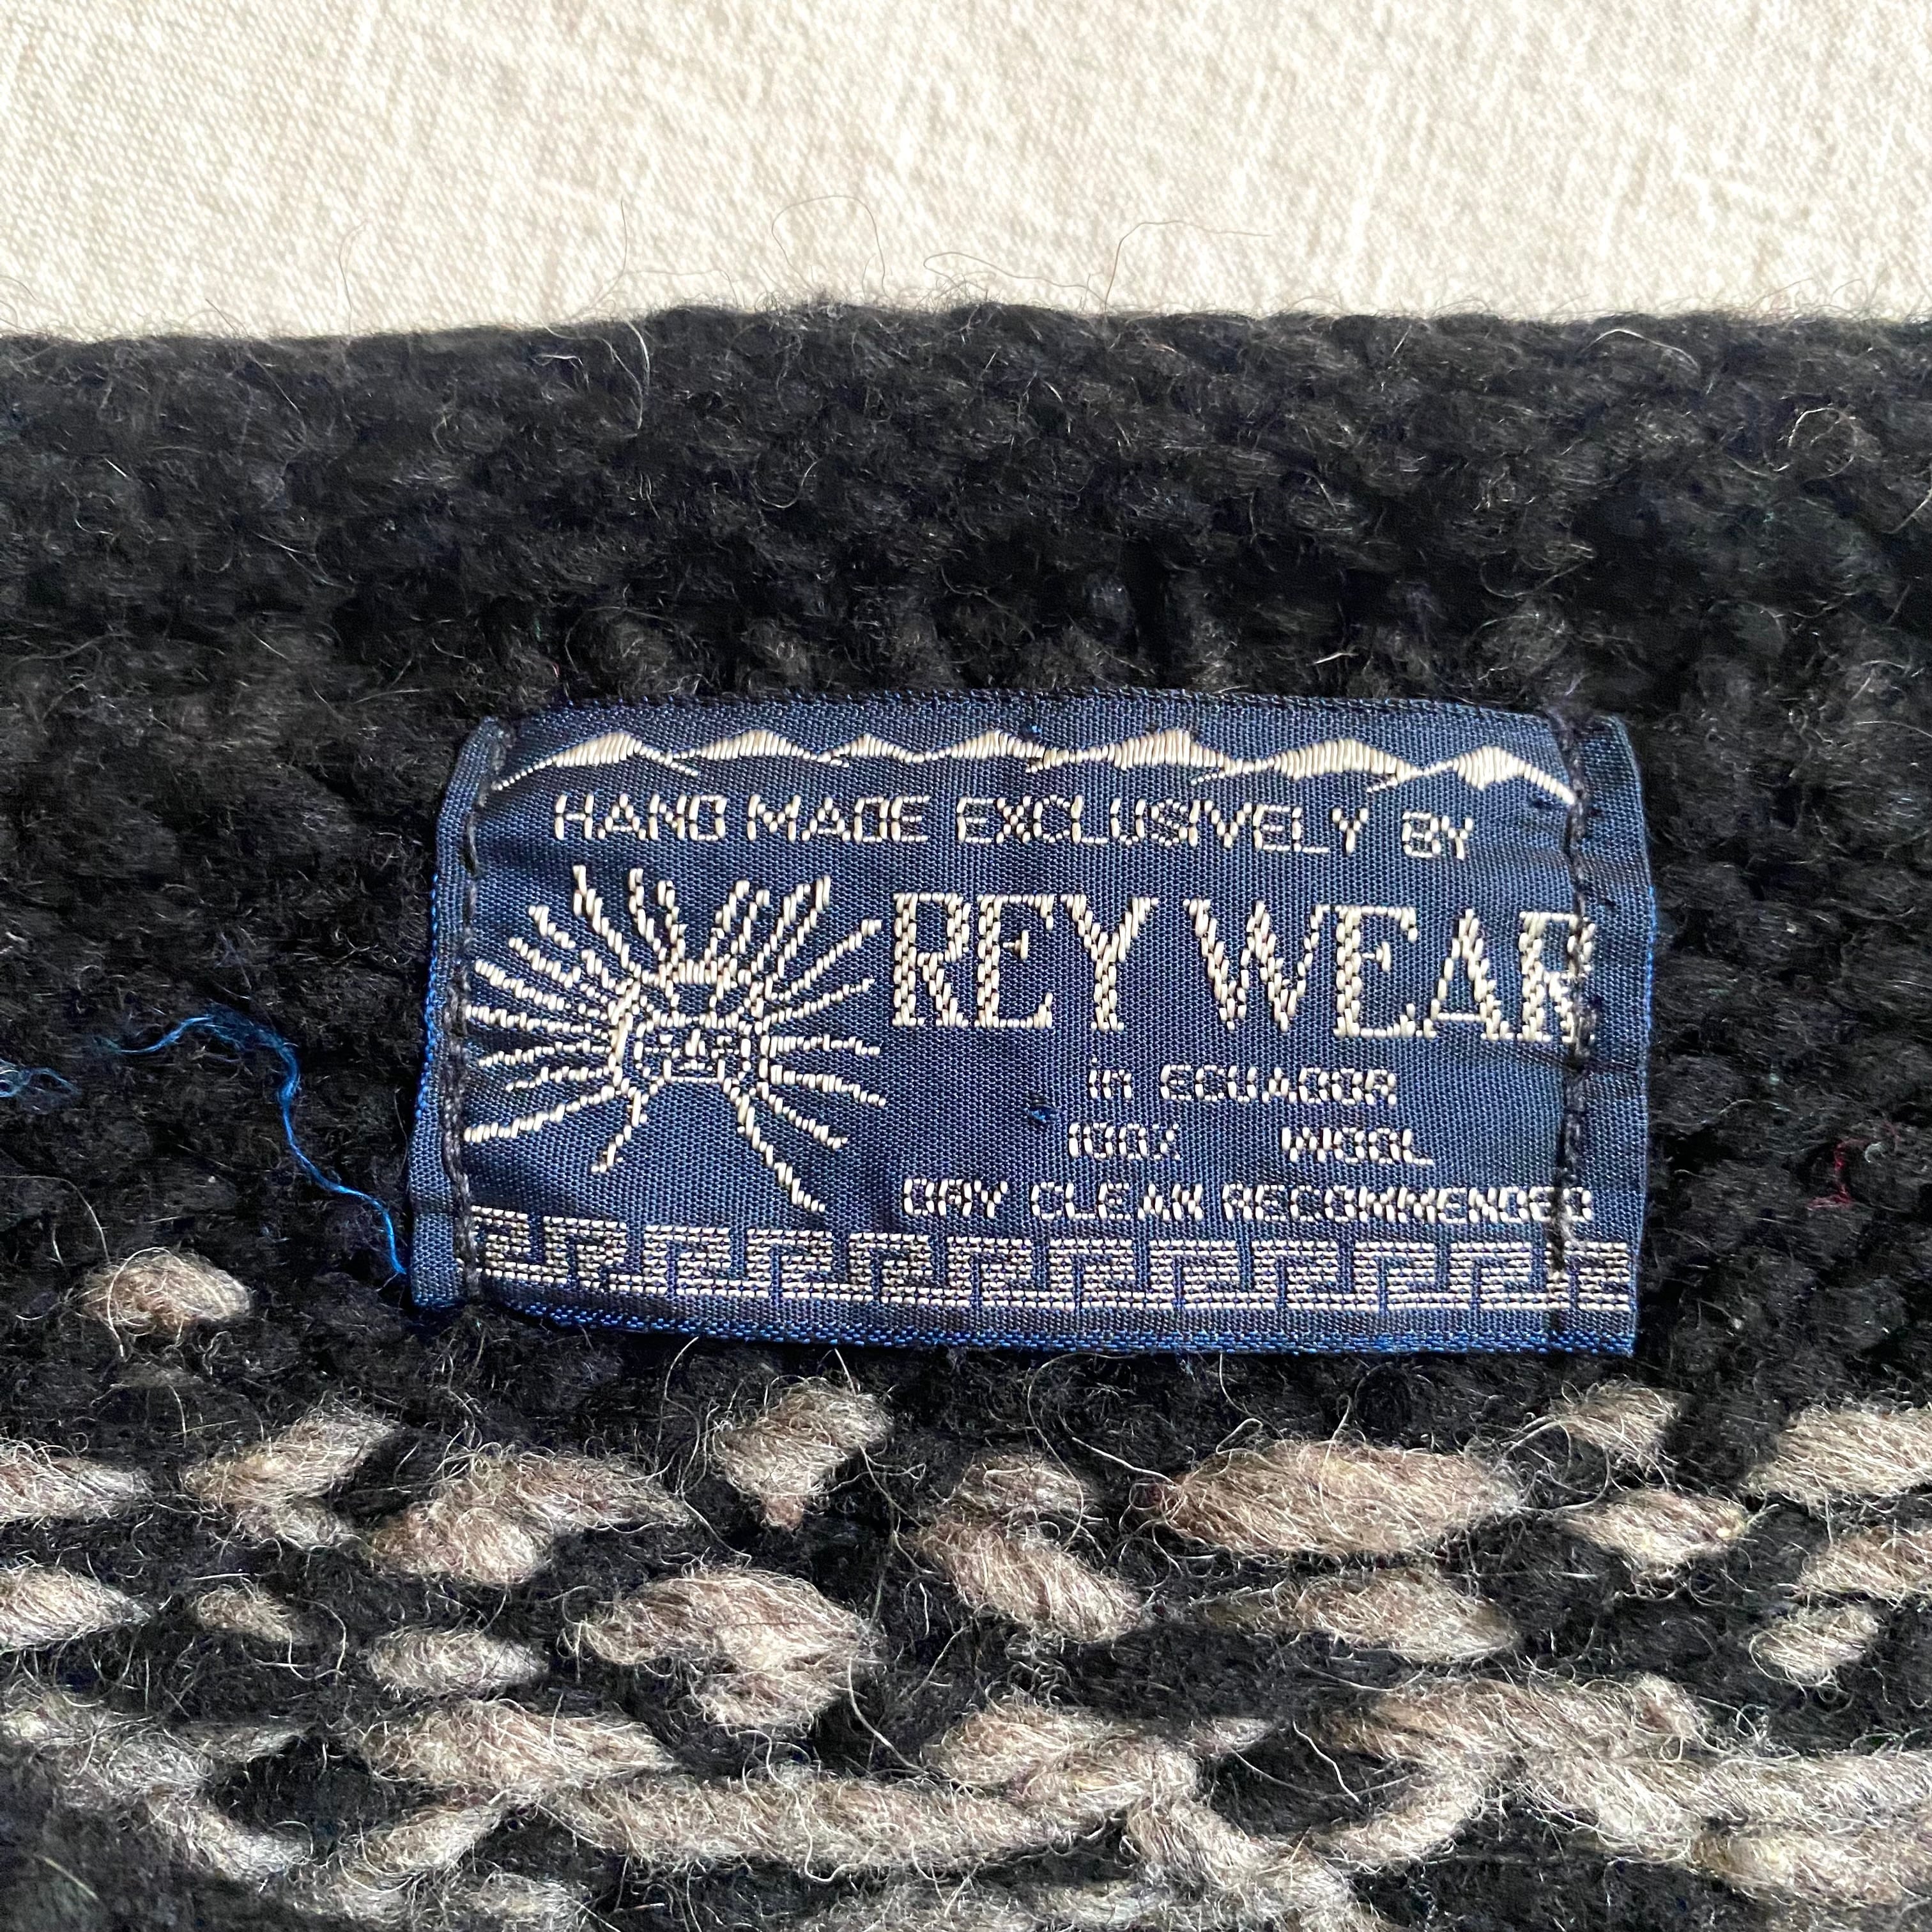 HAND MADE EXCLUSIVELY BY
REY WEAR
in ECUADOR
100% WOOL
DRY CLEAN RECOMMENDED